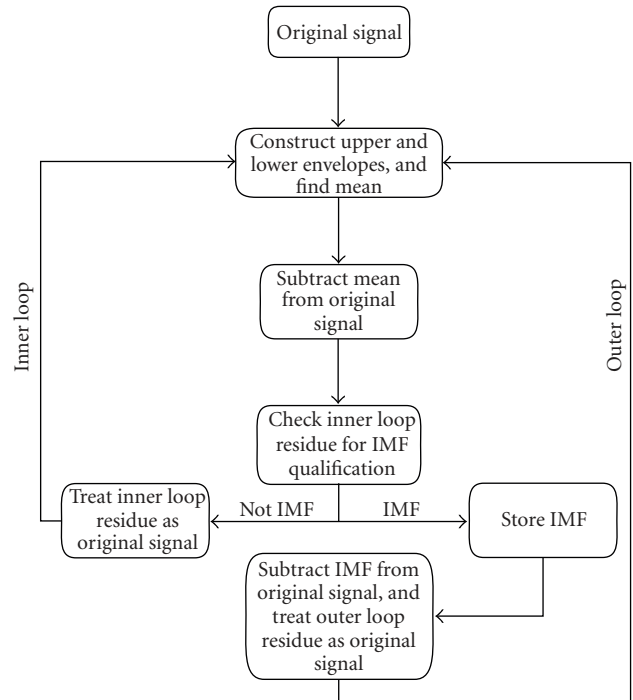 Original signal
Construct upper and
lower envelopes, and
find mean
Inner loop
Outer loop
Subtract mean
from original
signal
Check inner loop
residue for IMF
qualification
Not IMF
IMF
Treat inner loop
residue as
original signal
Store IMF
Subtract IMF from
original signal, and
treat outer loop
residue as original
signal